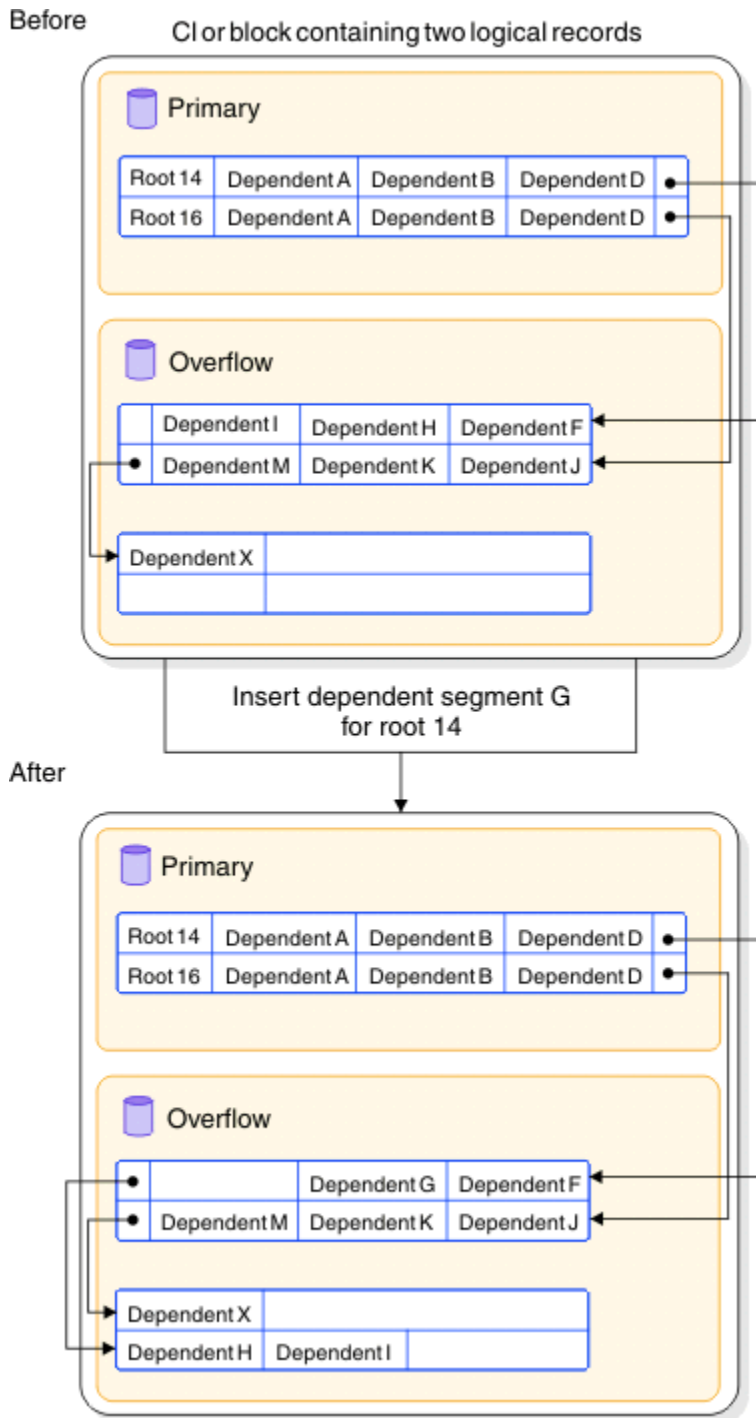 Before
CI or block containing two logical records
Primary
Root 14 Dependent A Dependent B Dependent D
Root 16 Dependent A Dependent B Dependent D
Overflow
Dependent I Dependent H Dependent F
Dependent M Dependent K Dependent J
Dependent X
Insert dependent segment G
for root 14
After
Primary
Root 14 Dependent A Dependent B Dependent D
Root 16 Dependent A Dependent B Dependent D
Overflow
Dependent G Dependent F
Dependent M Dependent K Dependent J
Dependent X
Dependent H Dependent I